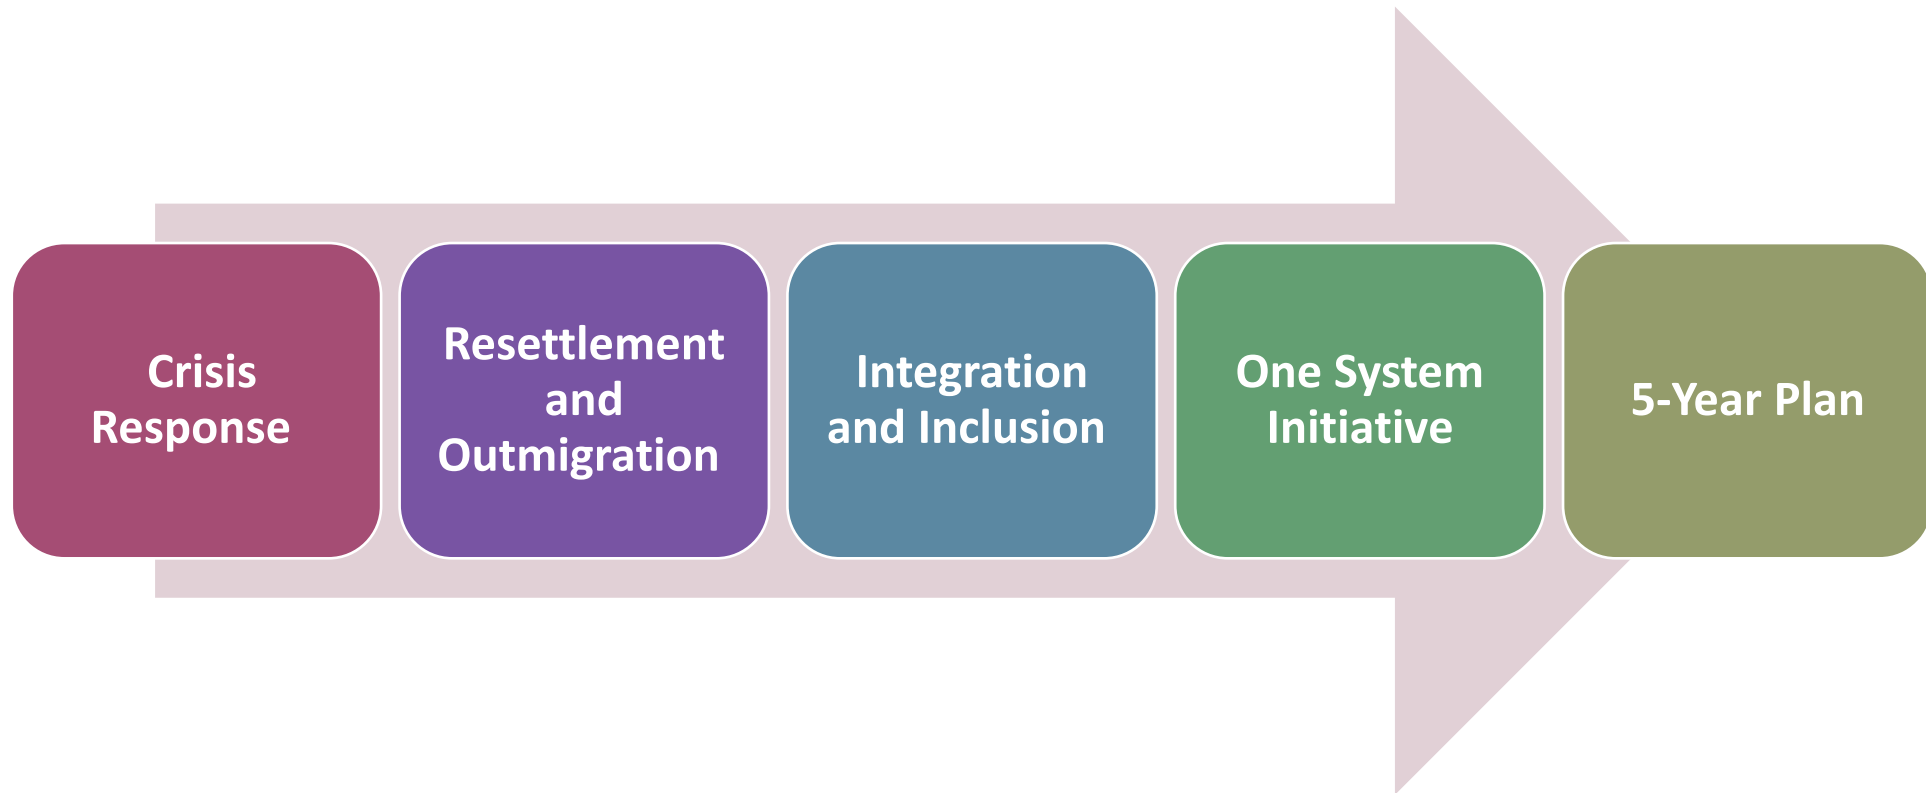 Crisis
Response
Resettlement
and
Outmigration
Integration
and Inclusion
One System
Initiative
5-Year Plan